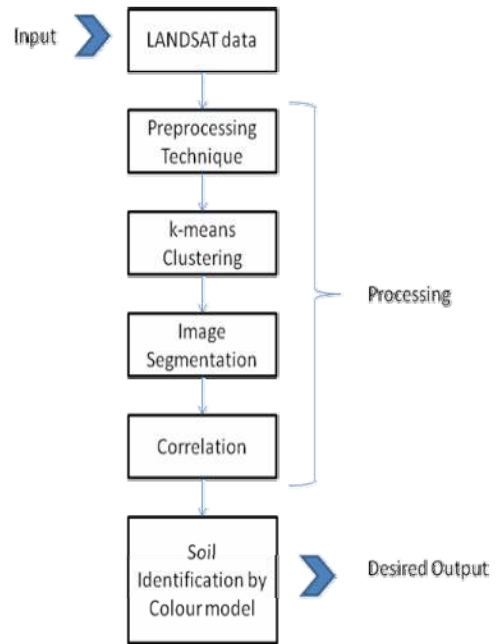 Input
LANDSAT data
Preprocessing
Technique
k-means
Clustering
Processing
Image
Segmentation
Correlation
Soil
Identification by
Colour model
Desired Output